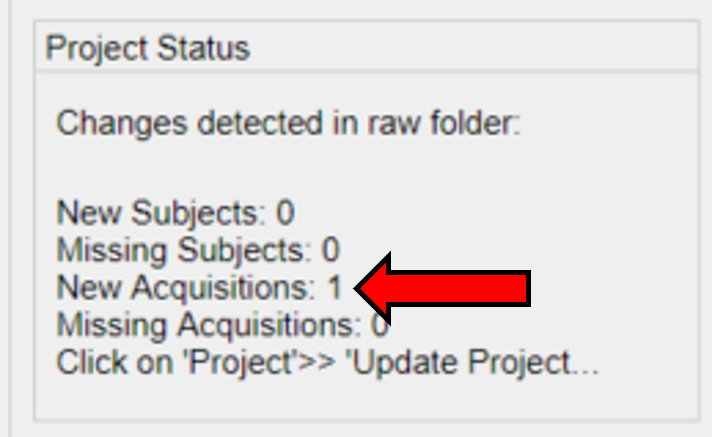 Project Status
Changes detected in raw folder:
New Subjects: 0
Missing Subjects: 0
New Acquisitions: 1
Missing Acquisitions: 0
Click on 'Project'>> 'Update Project...